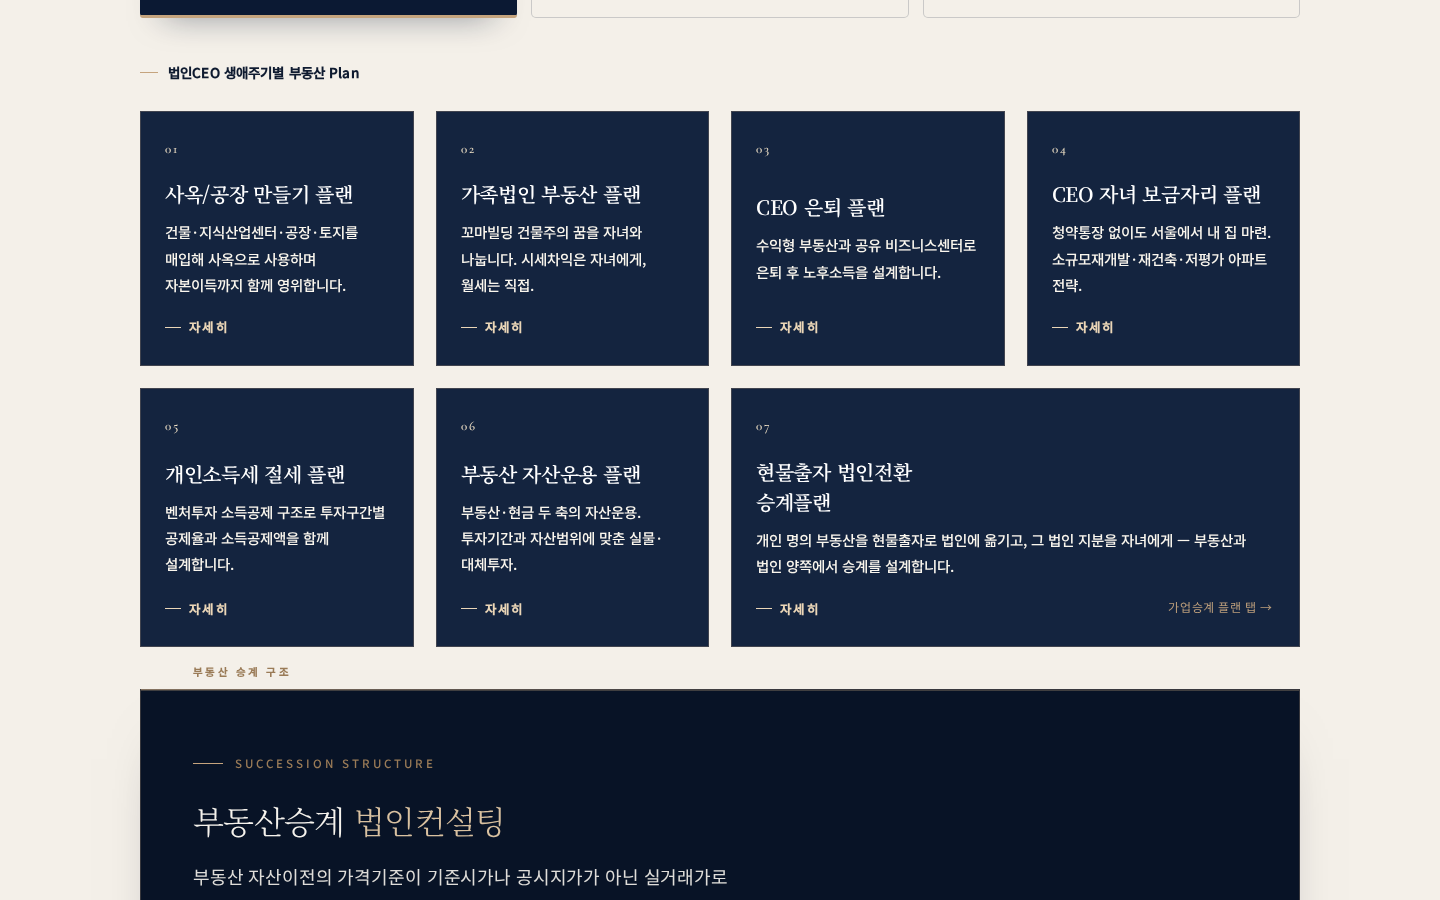 법인CEO 생애주기별 부동산 Plan
01
사옥/공장 만들기 플랜
건물·지식산업센터·공장·토지를
매입해 사옥으로 사용하며
자본이득까지 함께 영위합니다.
자세히
02
가족법인 부동산 플랜
꼬마빌딩 건물주의 꿈을 자녀와
나눕니다. 시세차익은 자녀에게,
월세는 직접.
자세히
03
CEO 은퇴 플랜
수익형 부동산과 공유 비즈니스센터로
은퇴 후 노후소득을 설계합니다.
자세히
04
CEO 자녀 보금자리 플랜
청약통장 없이도 서울에서 내 집 마련.
소규모재개발·재건축·저평가 아파트
전략.
자세히
05
개인소득세 절세 플랜
벤처투자 소득공제 구조로 투자구간별
공제율과 소득공제액을 함께
설계합니다.
자세히
06
부동산 자산운용 플랜
부동산·현금 두 축의 자산운용.
투자기간과 자산범위에 맞춘 실물·
대체투자.
자세히
07
현물출자 법인전환
승계플랜
개인 명의 부동산을 현물출자로 법인에 옮기고, 그 법인 지분을 자녀에게 — 부동산과
법인 양쪽에서 승계를 설계합니다.
자세히
가업승계 플랜 탭 →
부동산 승계 구조
SUCCESSION STRUCTURE
부동산승계 법인컨설팅
부동산 자산이전의 가격기준이 기준시가나 공시지가가 아닌 실거래가로